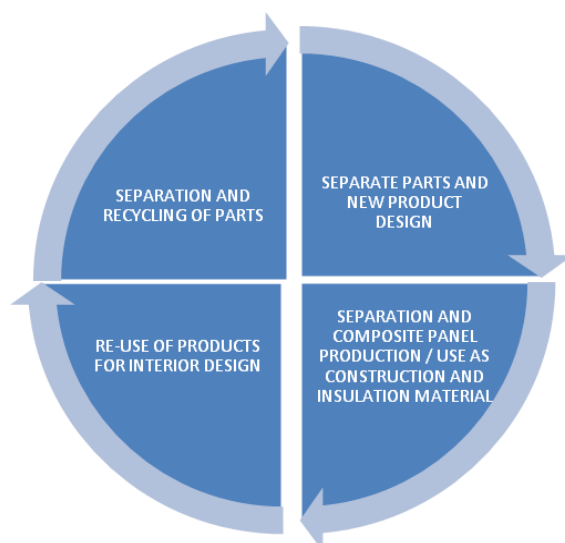 SEPARATION AND
RECYCLING OF PARTS
SEPARATE PARTS AND
NEW PRODUCT
DESIGN
RE-USE OF PRODUCTS
FOR INTERIOR DESIGN
SEPARATION AND
COMPOSITE PANEL
PRODUCTION / USE AS
CONSTRUCTION AND
INSULATION MATERIAL